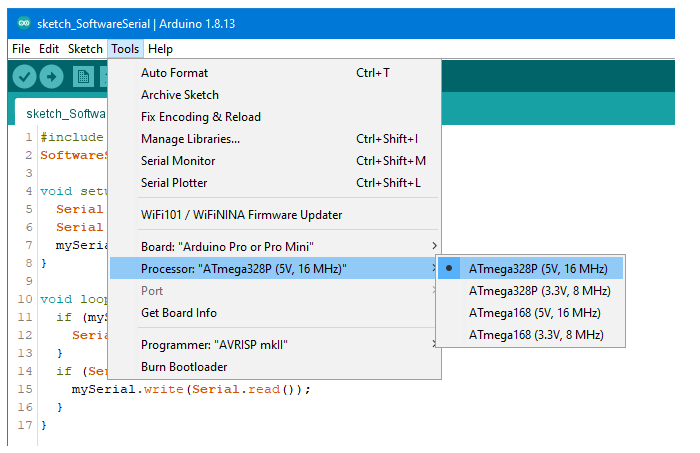 sketch_SoftwareSerial | Arduino 1.8.13
File Edit Sketch Tools Help
Auto Format Ctrl+T
Archive Sketch
Fix Encoding & Reload
Manage Libraries... Ctrl+Shift+I
Serial Monitor Ctrl+Shift+M
Serial Plotter Ctrl+Shift+L
WiFi101 / WiFiNINA Firmware Updater
Board: "Arduino Pro or Pro Mini"
Processor: "ATmega328P (5V, 16 MHz)"
Port
Get Board Info
Programmer: "AVRISP mkII"
Burn Bootloader
ATmega328P (5V, 16 MHz)
ATmega328P (3.3V, 8 MHz)
ATmega168 (5V, 16 MHz)
ATmega168 (3.3V, 8 MHz)
sketch_Softwa
1 #include
2 SoftwareS
3
4 void setu
5 Serial
6 Serial
7 mySeria
8 }
9
10 void loop
11 if (myS
12 Seria
13 }
14 if (Ser
15 mySerial.write(Serial.read());
16 }
17 }